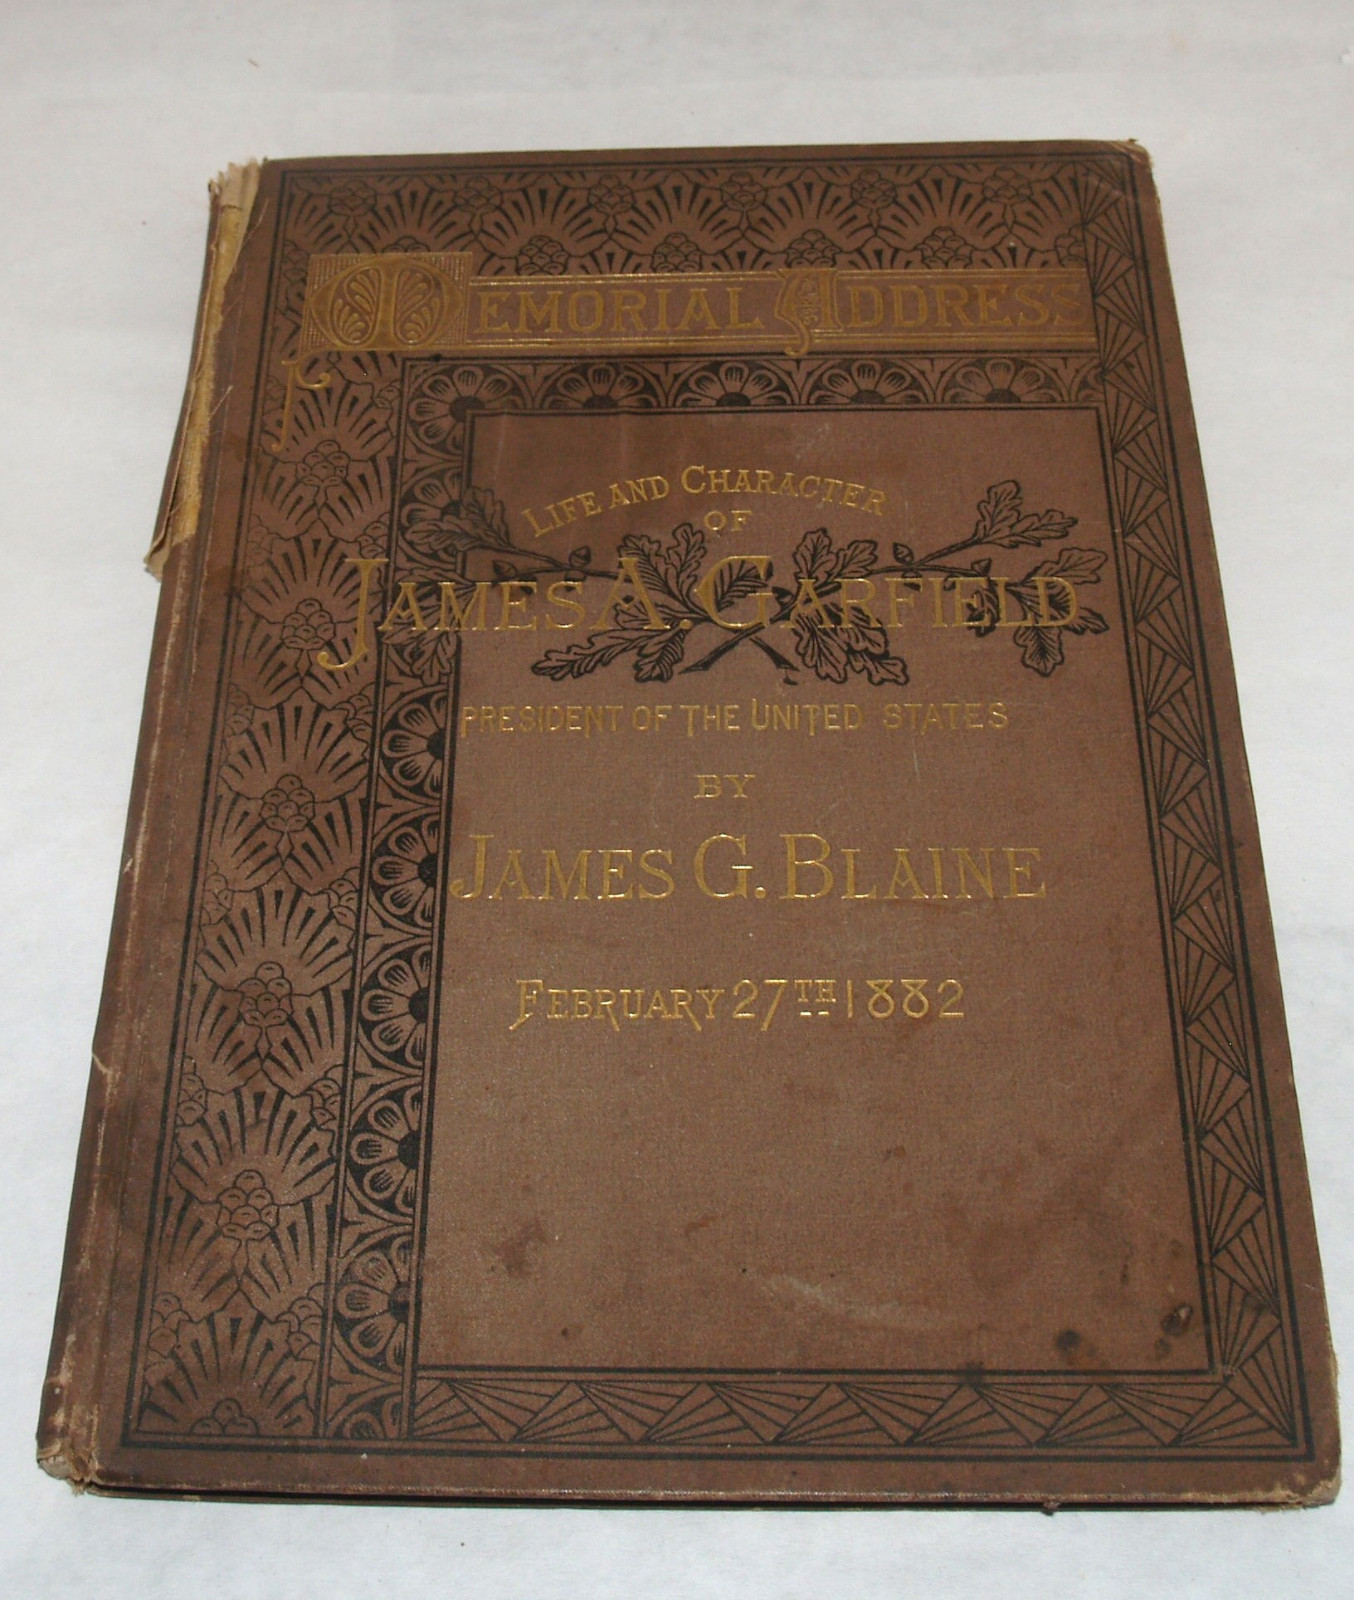 MEMORIAL ADDRESS
LIFE AND CHARACTER
OF
JAMES A. GARFIELD
PRESIDENT OF THE UNITED STATES
BY
JAMES G. BLAINE
FEBRUARY 27TH 1882